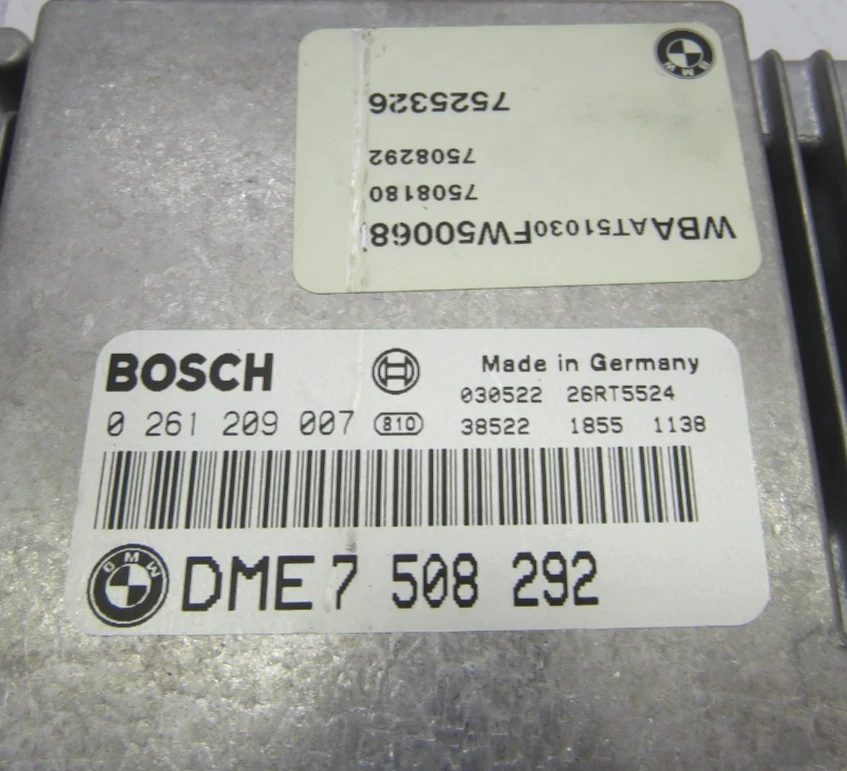 7525326
7508292
7508180
WBAAT51030FW50068
BOSCH
Made in Germany
030522 26RT5524
0 261 209 007 810 38522 1855 1138
BMW
DME 7 508 292